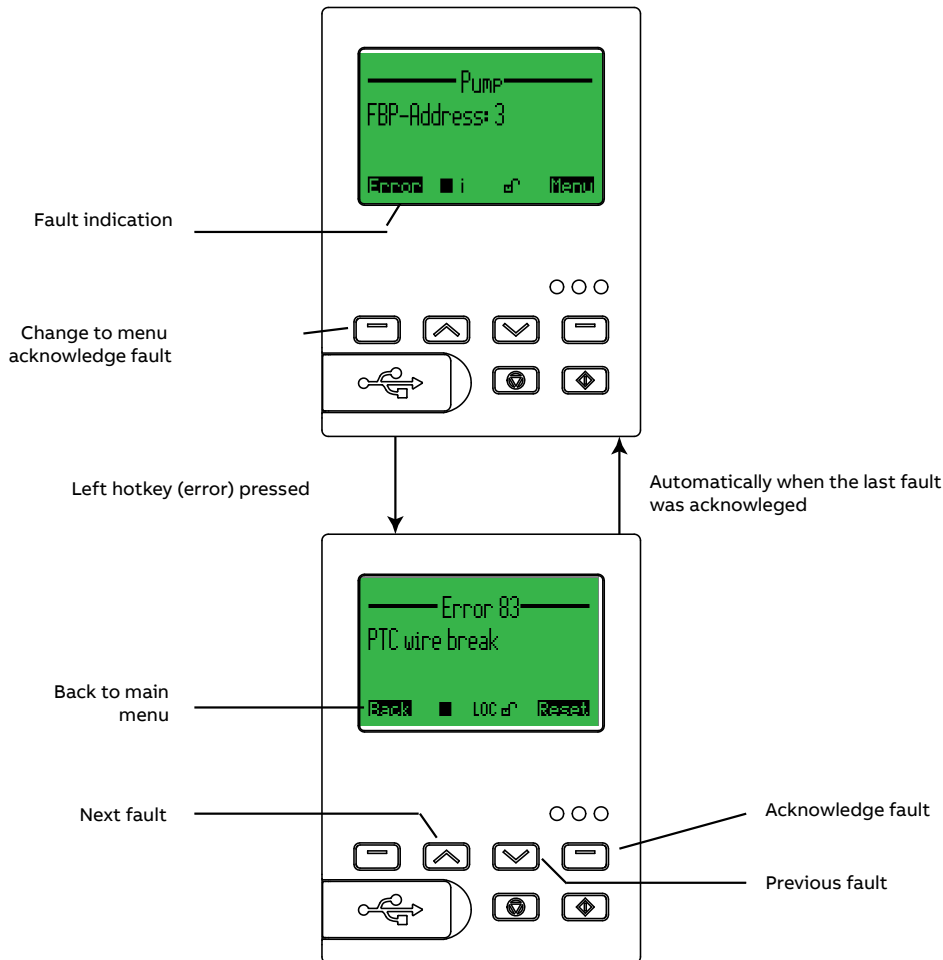 Pump
FBP-Address: 3
Error i Menu
Fault indication
Change to menu
acknowledge fault
Left hotkey (error) pressed
Automatically when the last fault
was acknowleged
Error 83
PTC wire break
Back LOC Reset
Back to main
menu
Next fault
Acknowledge fault
Previous fault